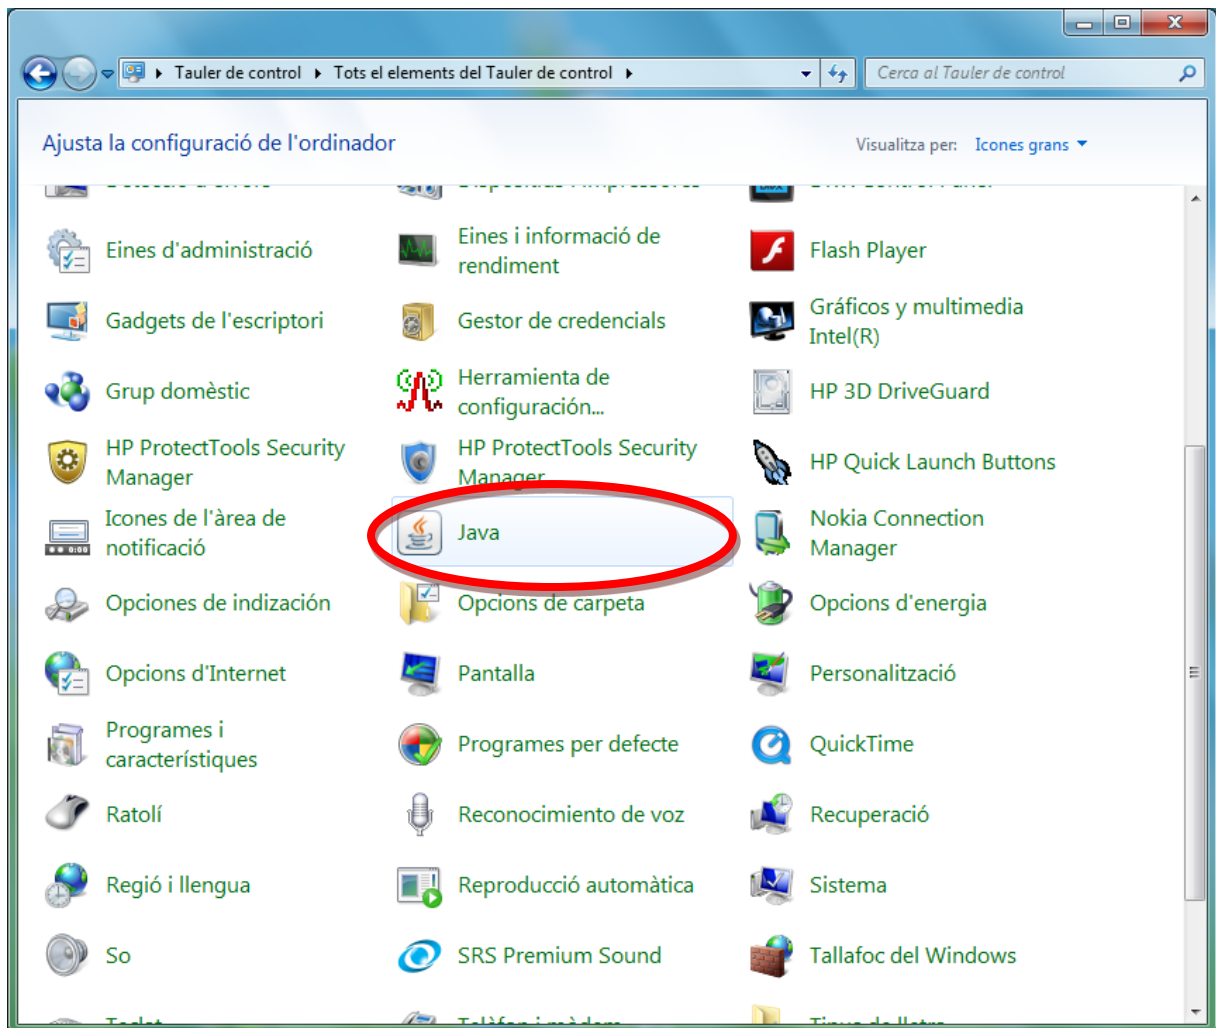 Tauler de control
Tots el elements del Tauler de control
Cerca al Tauler de control
Ajusta la configuració de l'ordinador
Visualitza per:
Icones grans
Eines d'administració
Eines i informació de
rendiment
Flash Player
Gadgets de l'escriptori
Gestor de credencials
Gráficos y multimedia
Intel(R)
Grup domèstic
Herramienta de
configuración...
HP 3D DriveGuard
HP ProtectTools Security
Manager
HP ProtectTools Security
Manager
HP Quick Launch Buttons
Icones de l'àrea de
notificació
Java
Nokia Connection
Manager
Opciones de indización
Opcions de carpeta
Opcions d'energia
Opcions d'Internet
Pantalla
Personalització
Programes i
característiques
Programes per defecte
QuickTime
Ratolí
Reconocimiento de voz
Recuperació
Regió i llengua
Reproducció automàtica
Sistema
So
SRS Premium Sound
Tallafoc del Windows
Telèfon i mòdem